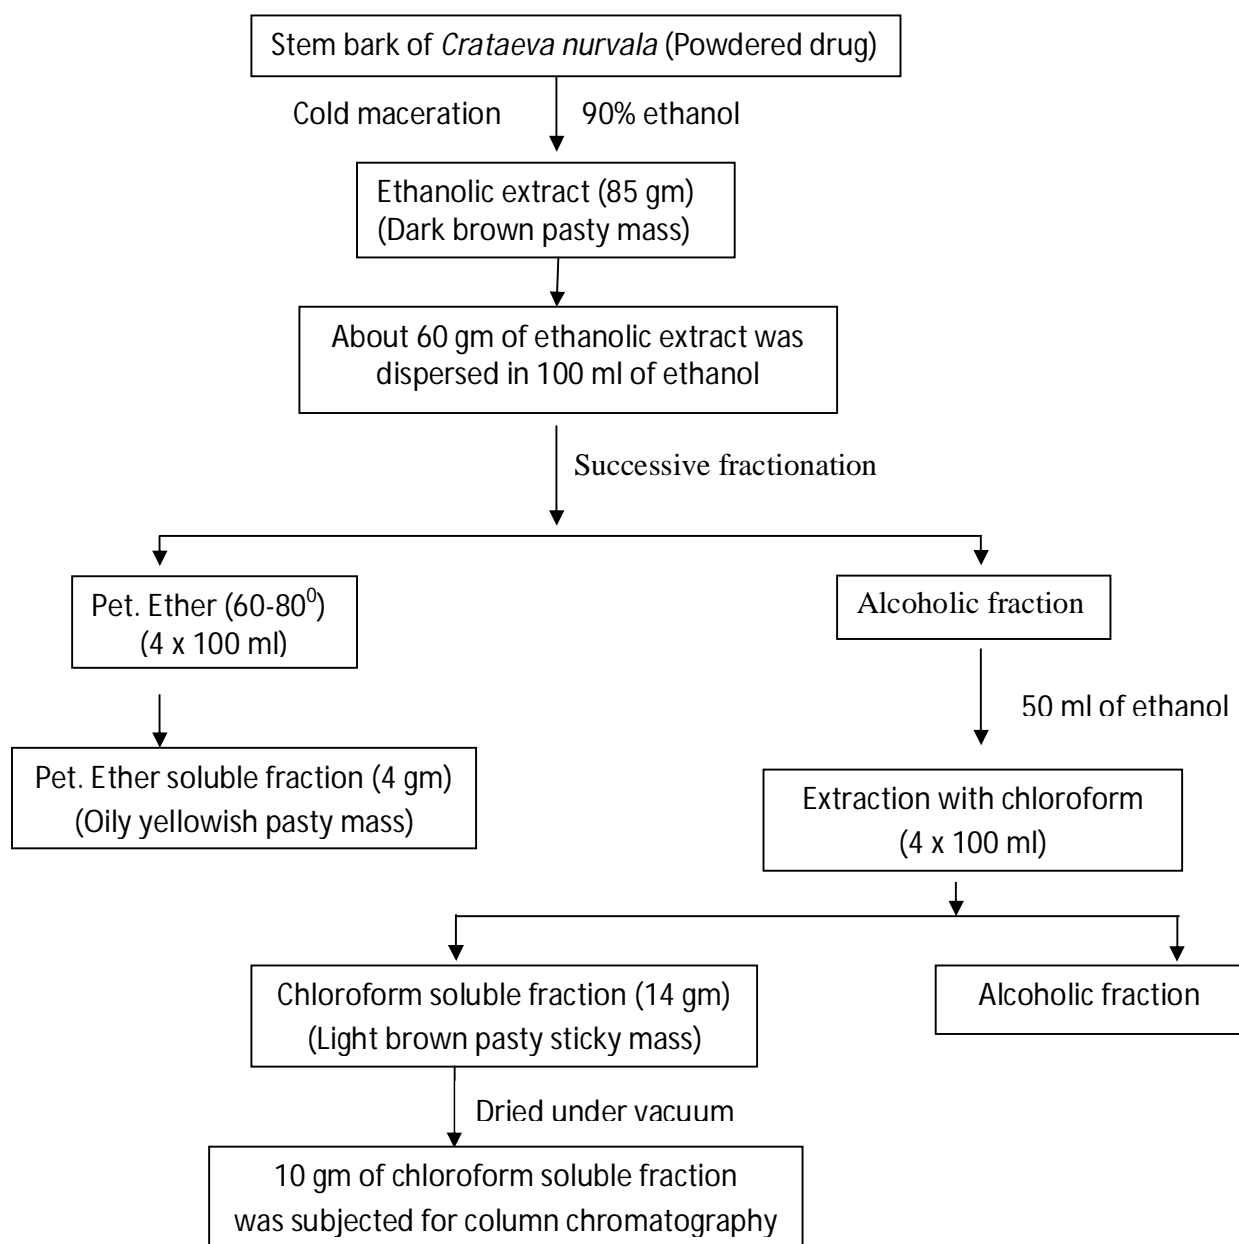 Stem bark of Crataeva nurvala (Powdered drug)
Cold maceration
90% ethanol
Ethanolic extract (85 gm)
(Dark brown pasty mass)
About 60 gm of ethanolic extract was
dispersed in 100 ml of ethanol
Successive fractionation
Pet. Ether (60-80⁰)
(4 x 100 ml)
Alcoholic fraction
50 ml of ethanol
Pet. Ether soluble fraction (4 gm)
(Oily yellowish pasty mass)
Extraction with chloroform
(4 x 100 ml)
Chloroform soluble fraction (14 gm)
(Light brown pasty sticky mass)
Alcoholic fraction
Dried under vacuum
10 gm of chloroform soluble fraction
was subjected for column chromatography